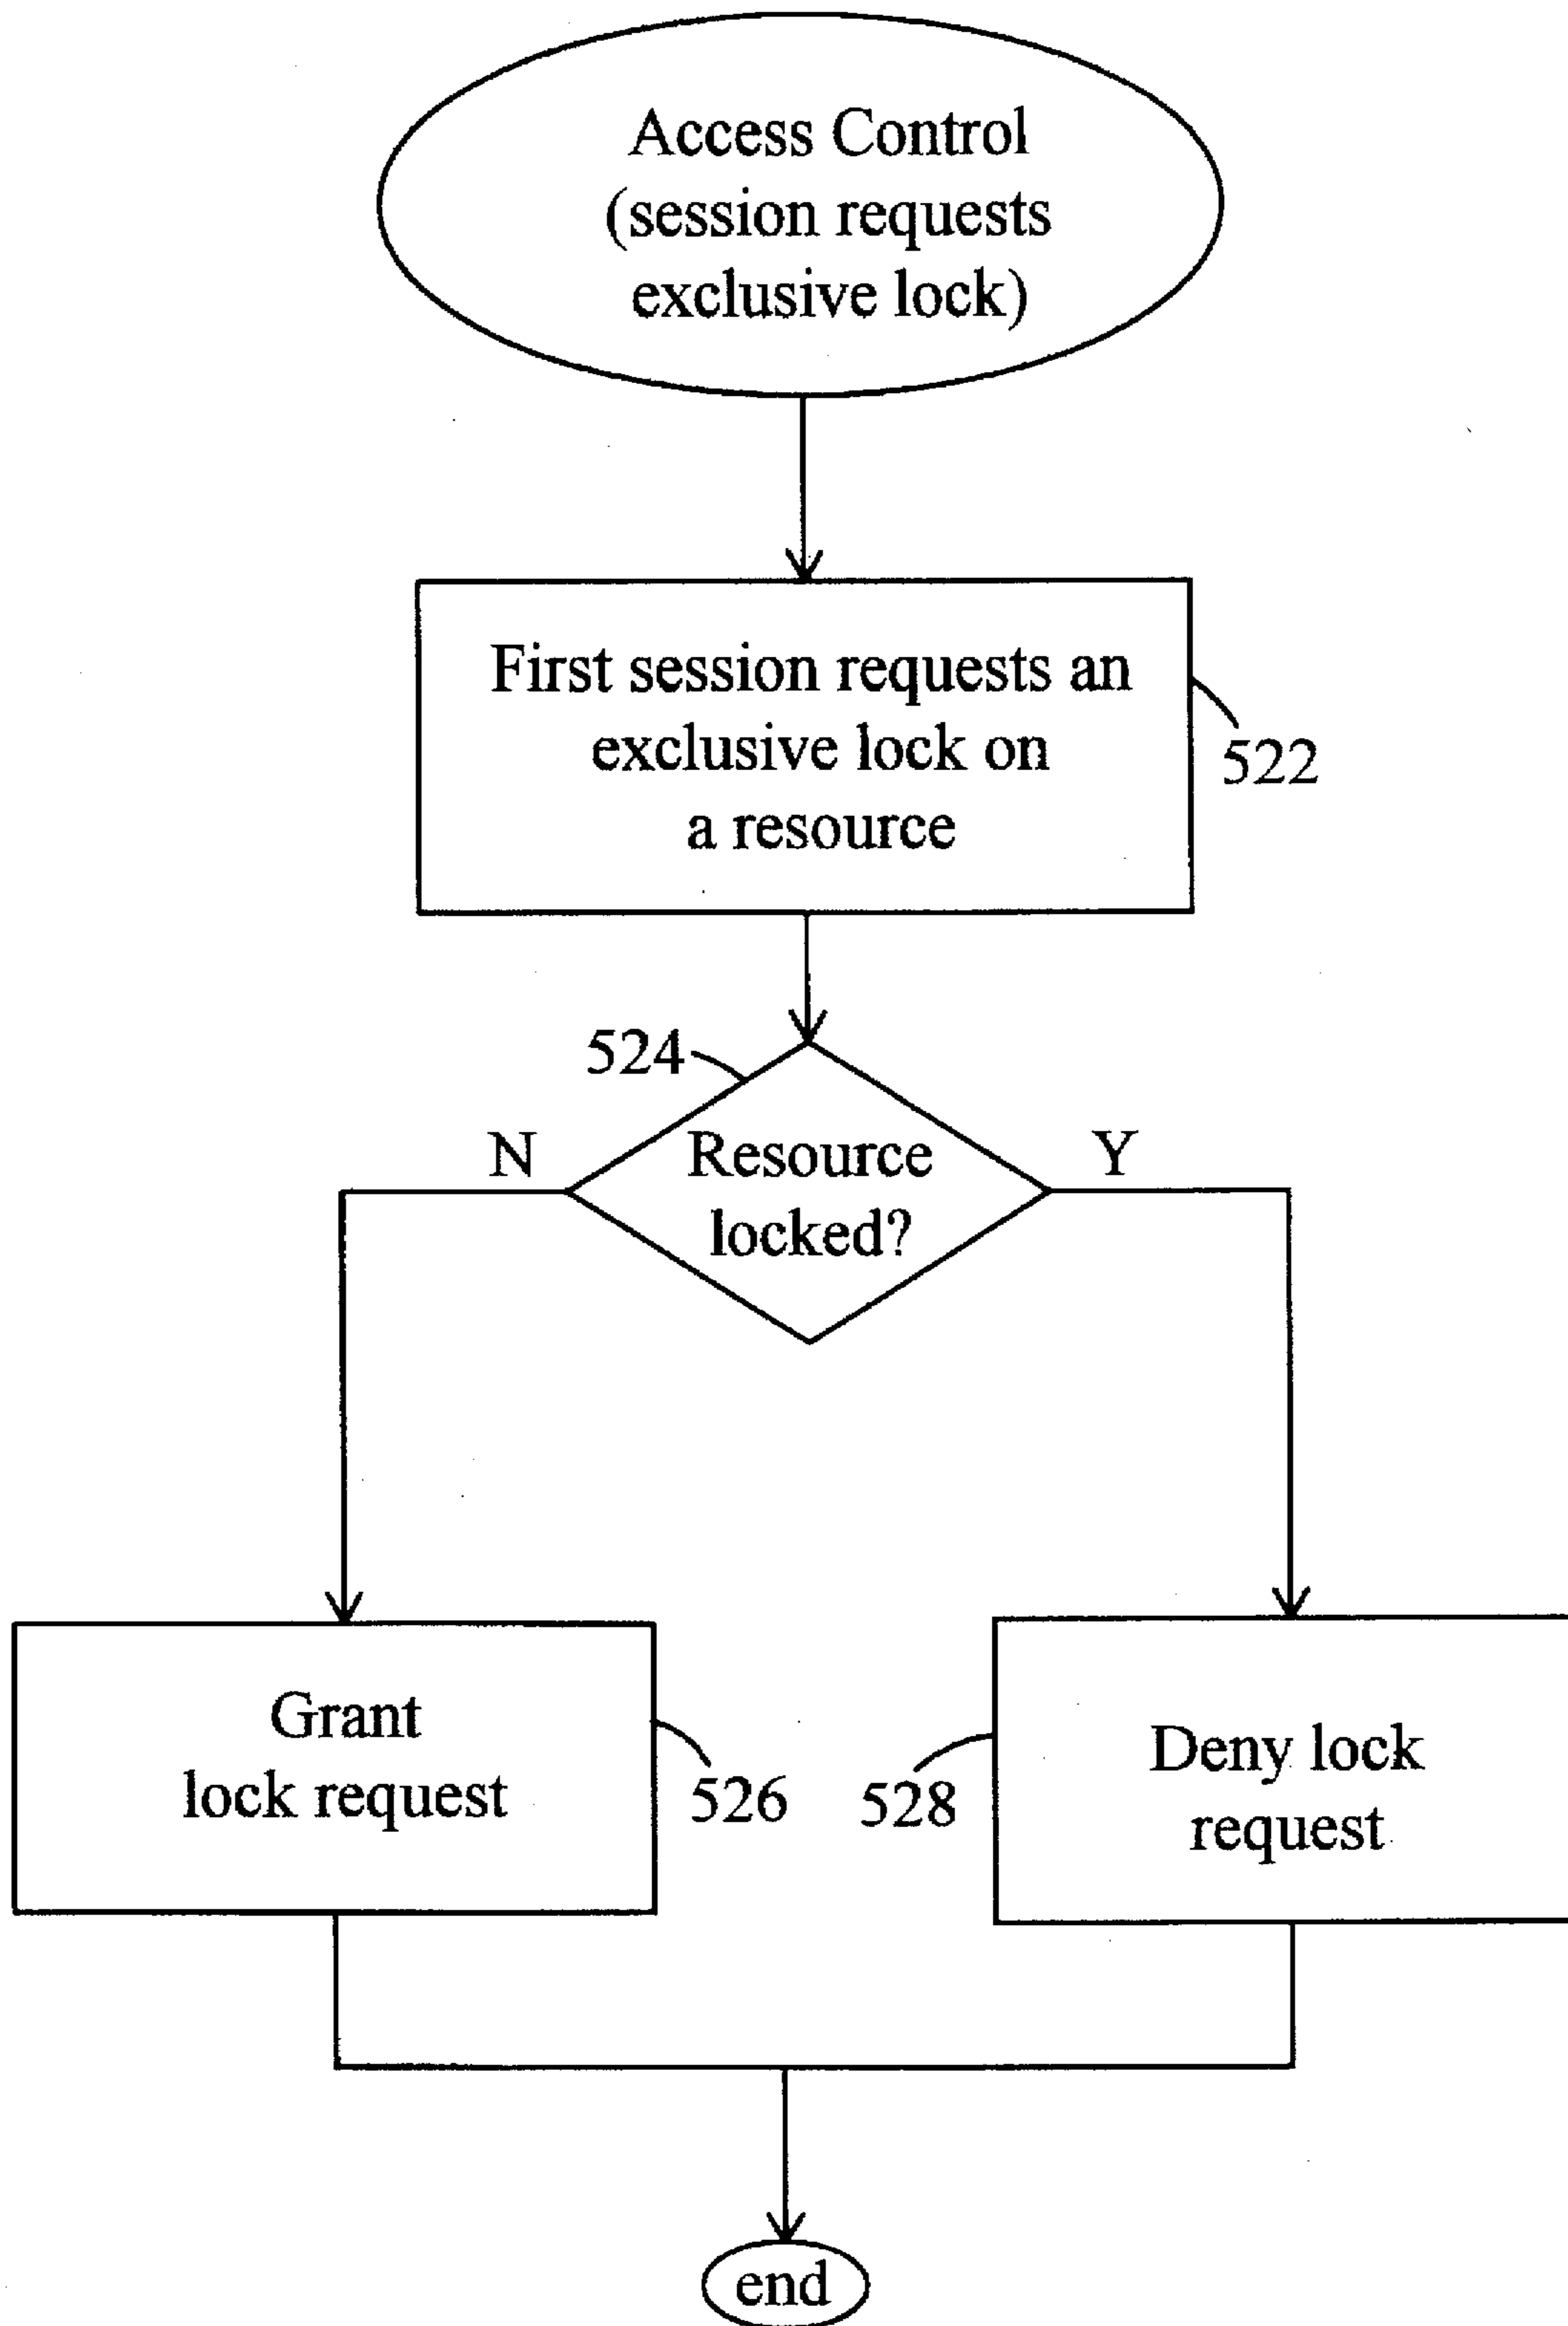 Access Control
(session requests
exclusive lock)
First session requests an
exclusive lock on
a resource
522
524
N
Resource
locked?
Y
Grant
lock request
526
528
Deny lock
request
end